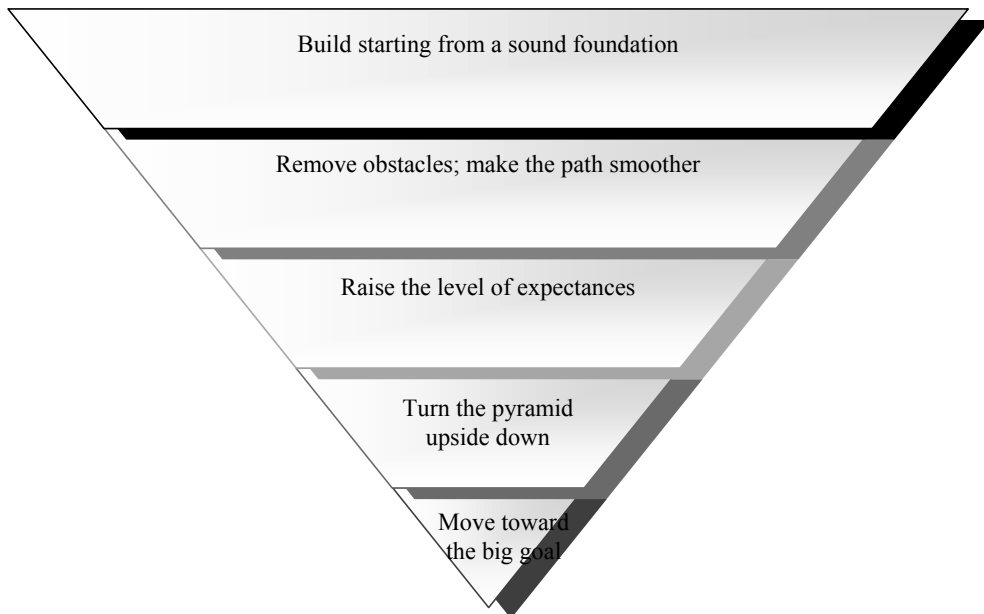 Build starting from a sound foundation
Remove obstacles; make the path smoother
Raise the level of expectances
Turn the pyramid
upside down
Move toward
the big goal